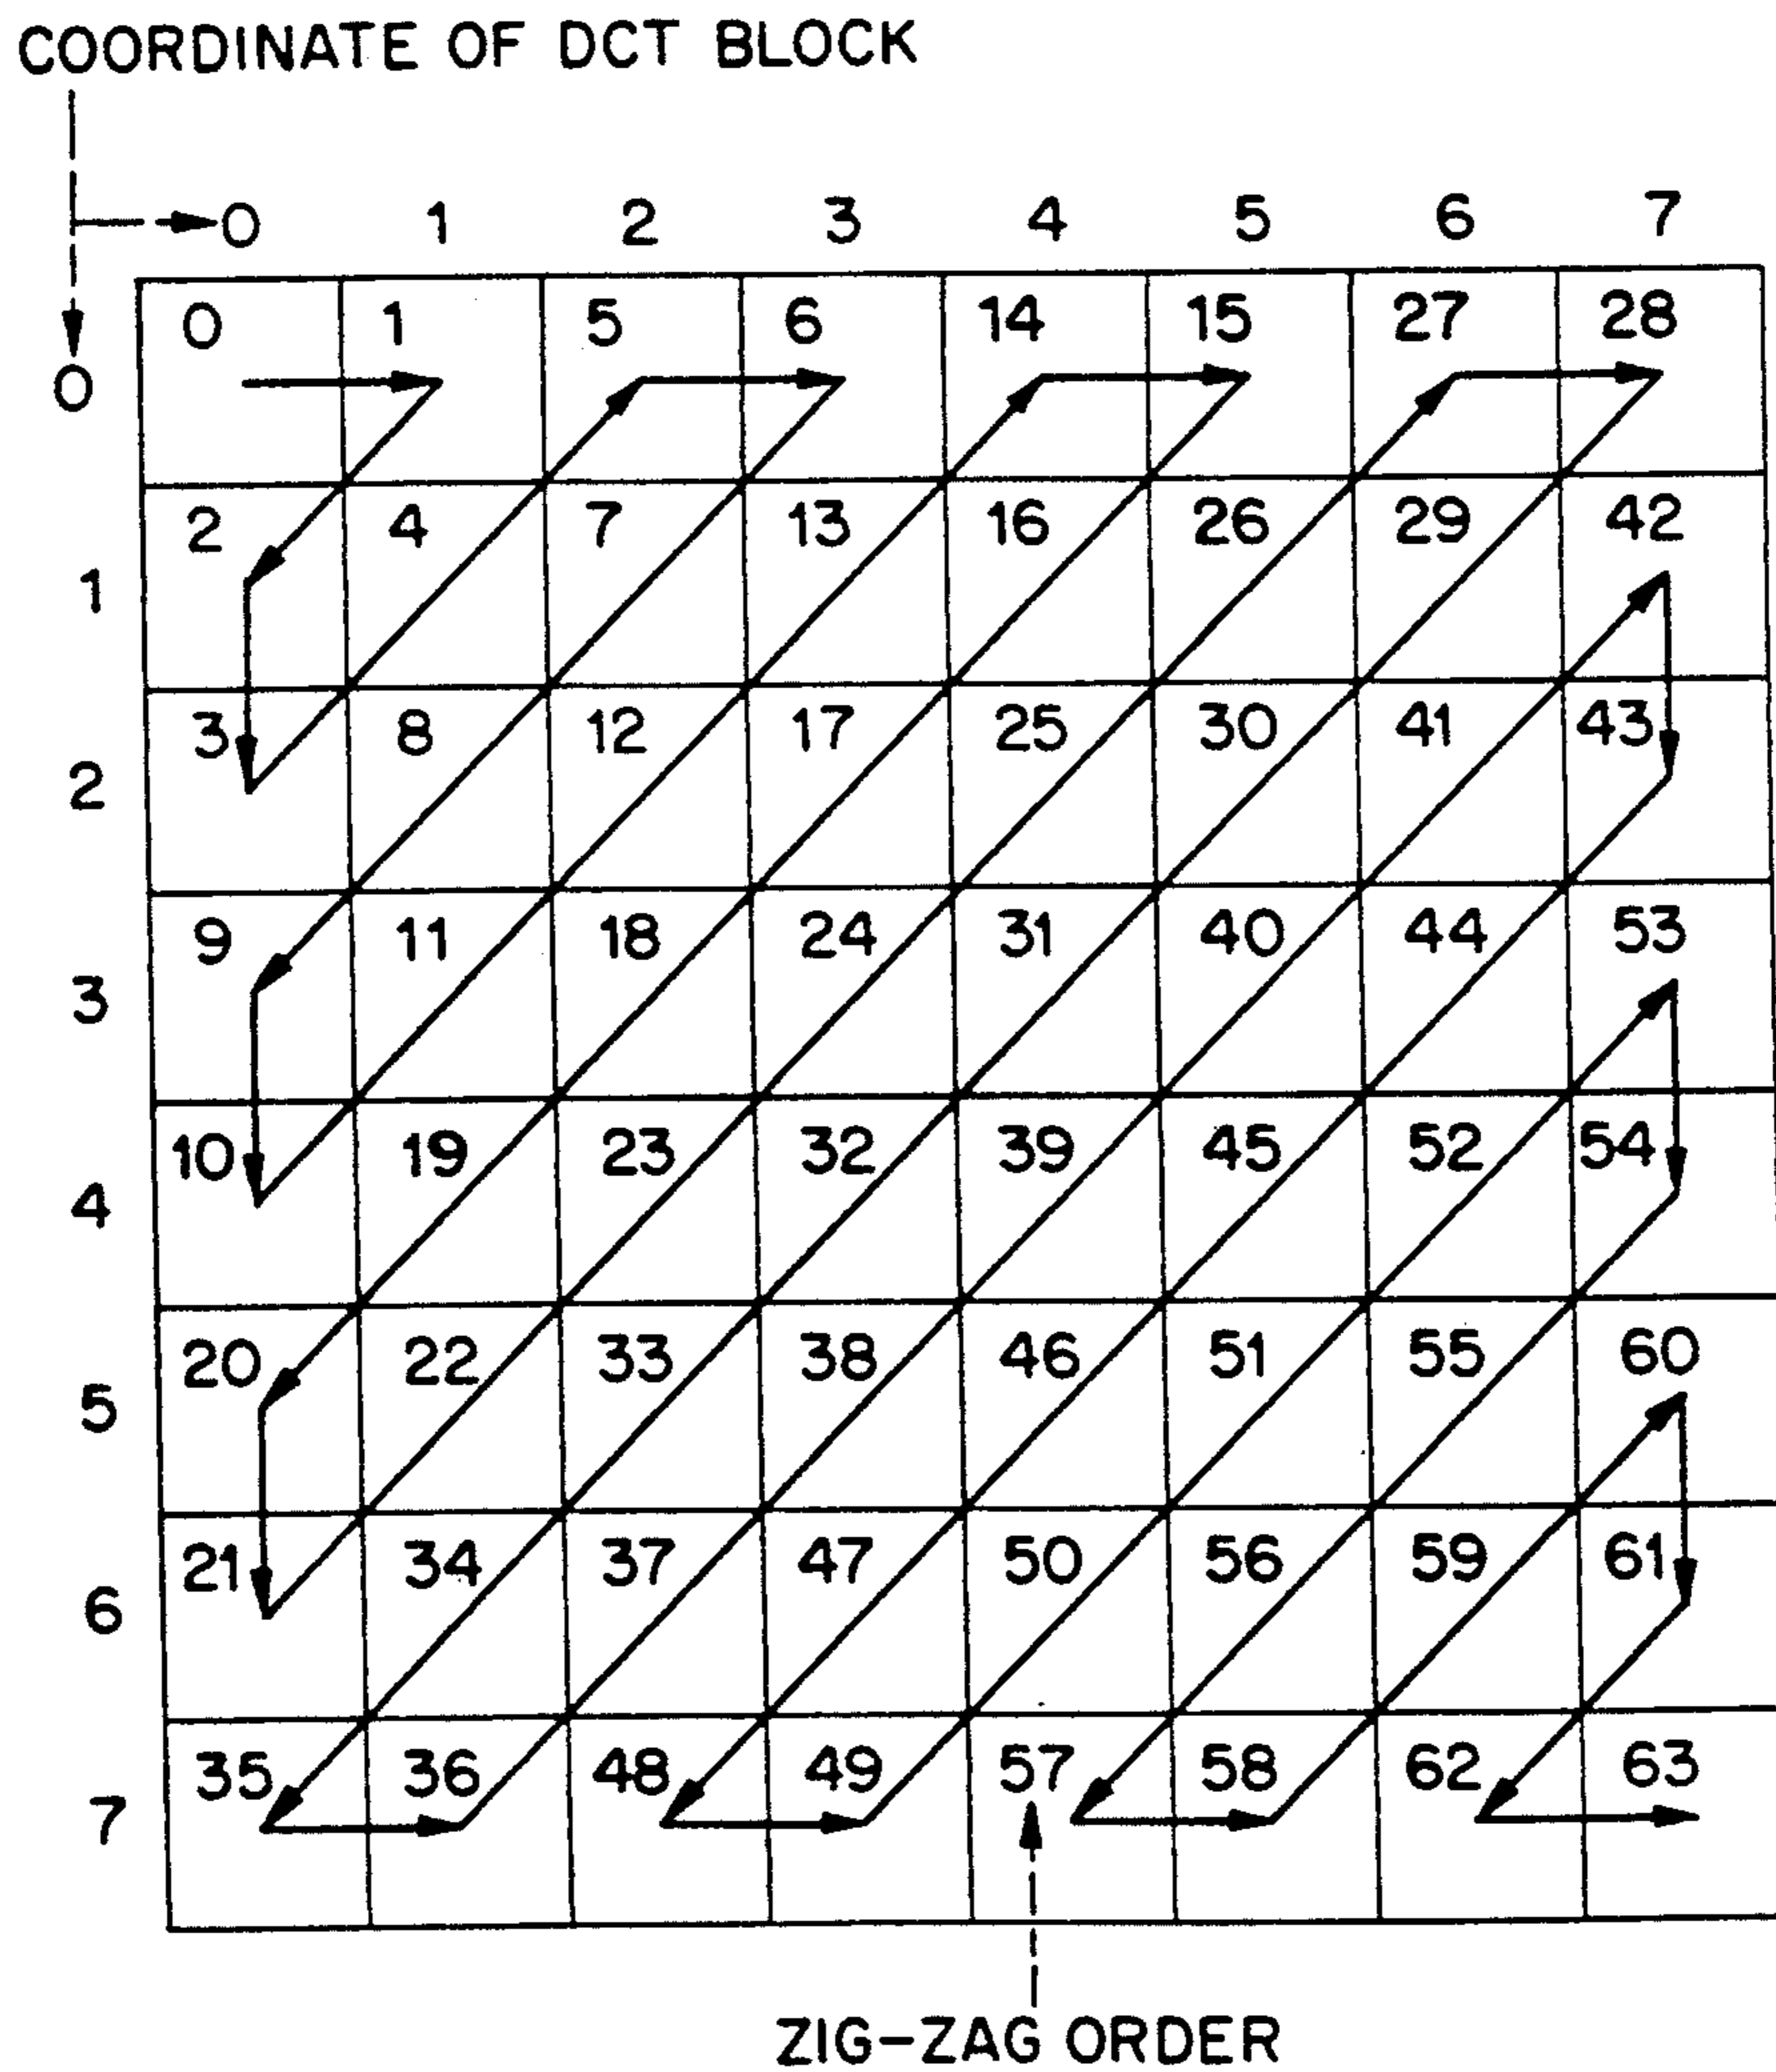 COORDINATE OF DCT BLOCK
0 1 2 3 4 5 6 7
0 1 5 6 14 15 27 28
0
2 4 7 13 16 26 29 42
1
3 8 12 17 25 30 41 43
2
9 11 18 24 31 40 44 53
3
10 19 23 32 39 45 52 54
4
20 22 33 38 46 51 55 60
5
21 34 37 47 50 56 59 61
6
35 36 48 49 57 58 62 63
7
ZIG-ZAG ORDER